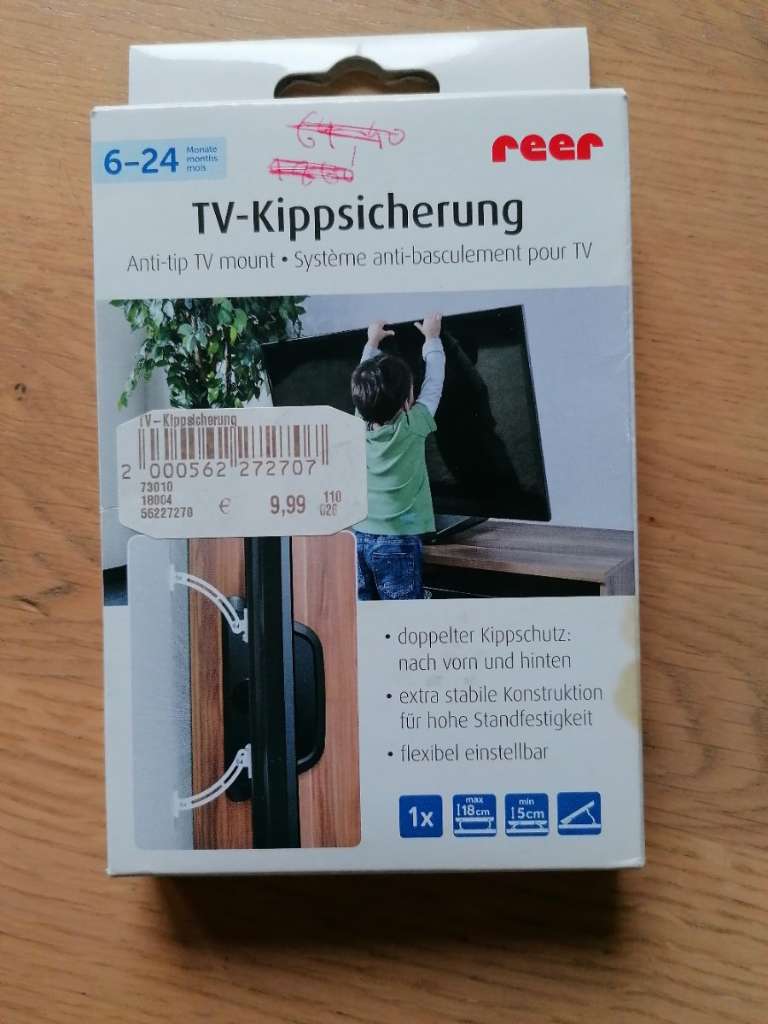 reer
6-24 Monate
months
mois
TV-Kippsicherung
Anti-tip TV mount • Système anti-basculement pour TV
TV-Kippsicherung
2 000562 272707
73010
18004
56227270
€ 9,99
110
026
• doppelter Kippschutz:
nach vorn und hinten
• extra stabile Konstruktion
für hohe Standfestigkeit
• flexibel einstellbar
1x
max
18cm
min
5cm